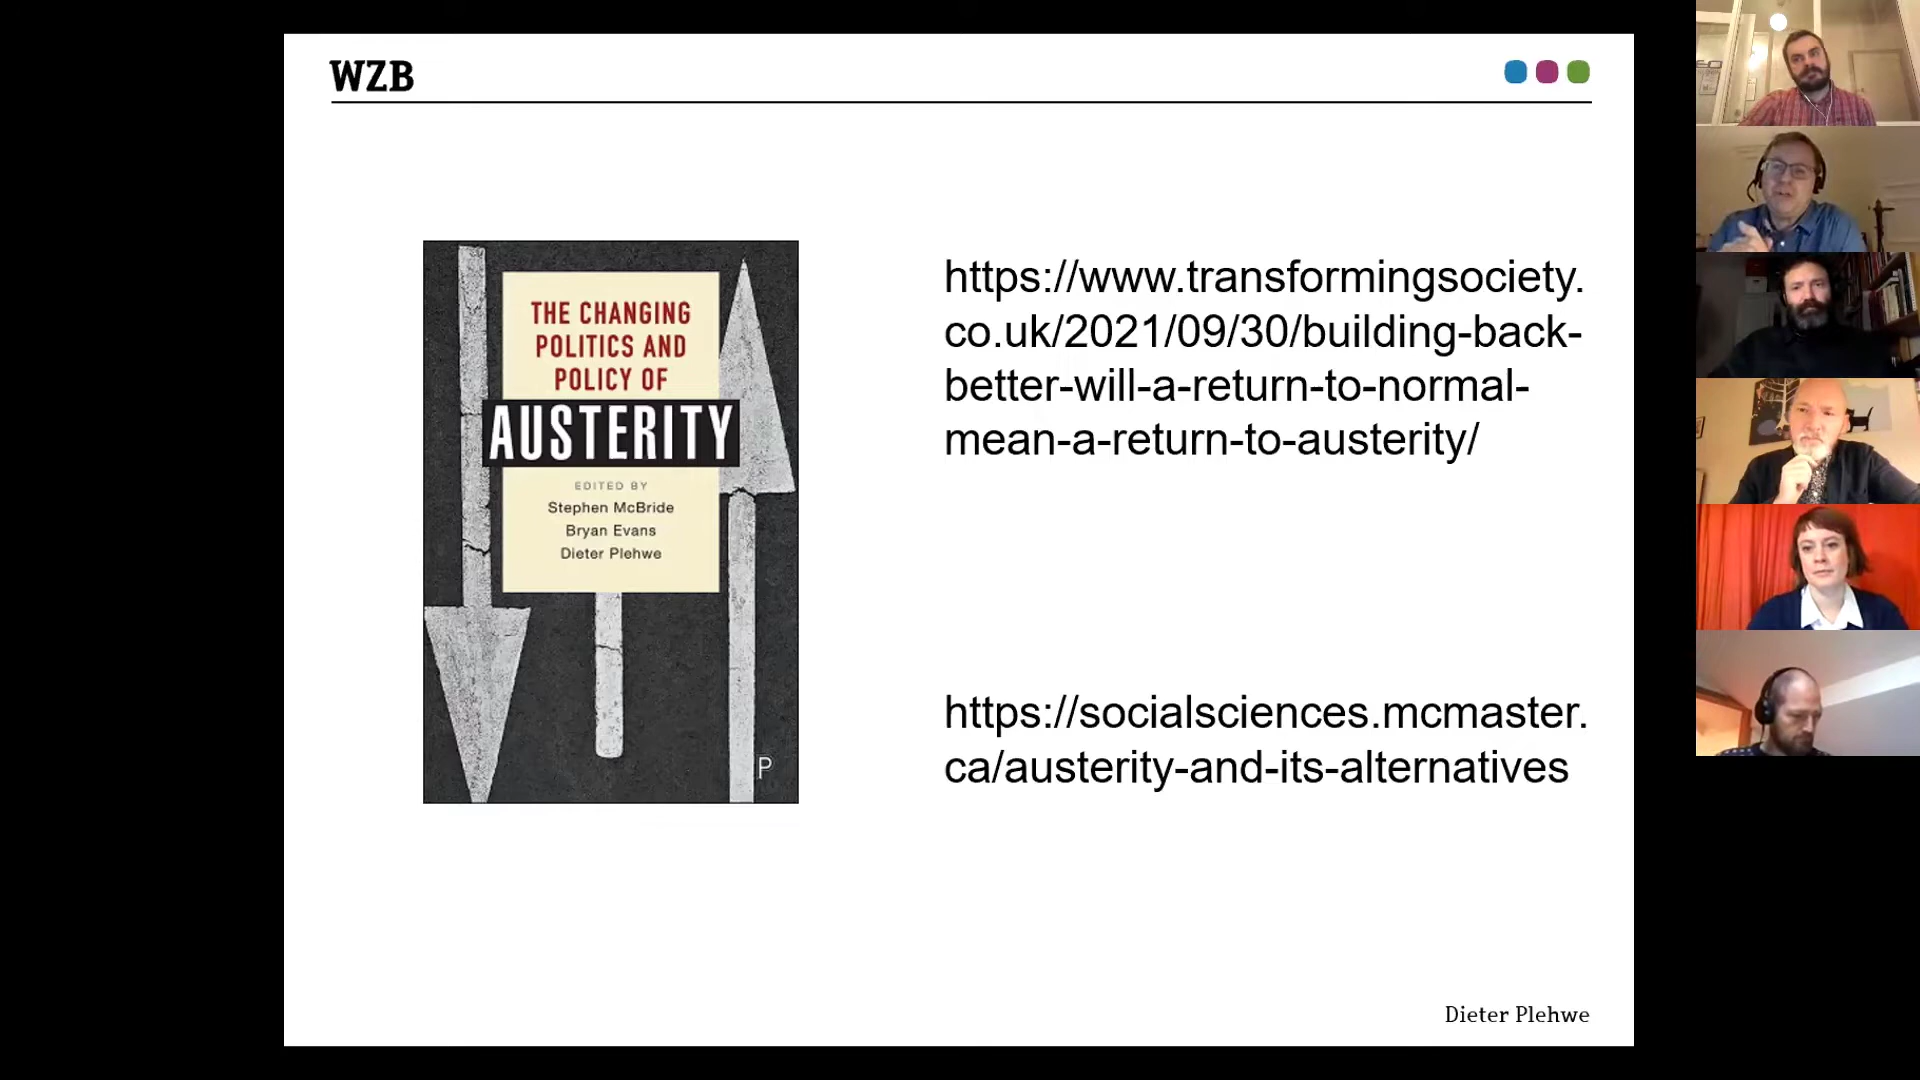 WZB
THE CHANGING
POLITICS AND
POLICY OF
AUSTERITY
EDITED BY
Stephen McBride
Bryan Evans
Dieter Plehwe
P
https://www.transformingsociety.
co.uk/2021/09/30/building-back-
better-will-a-return-to-normal-
mean-a-return-to-austerity/
https://socialsciences.mcmaster.
ca/austerity-and-its-alternatives
Dieter Plehwe